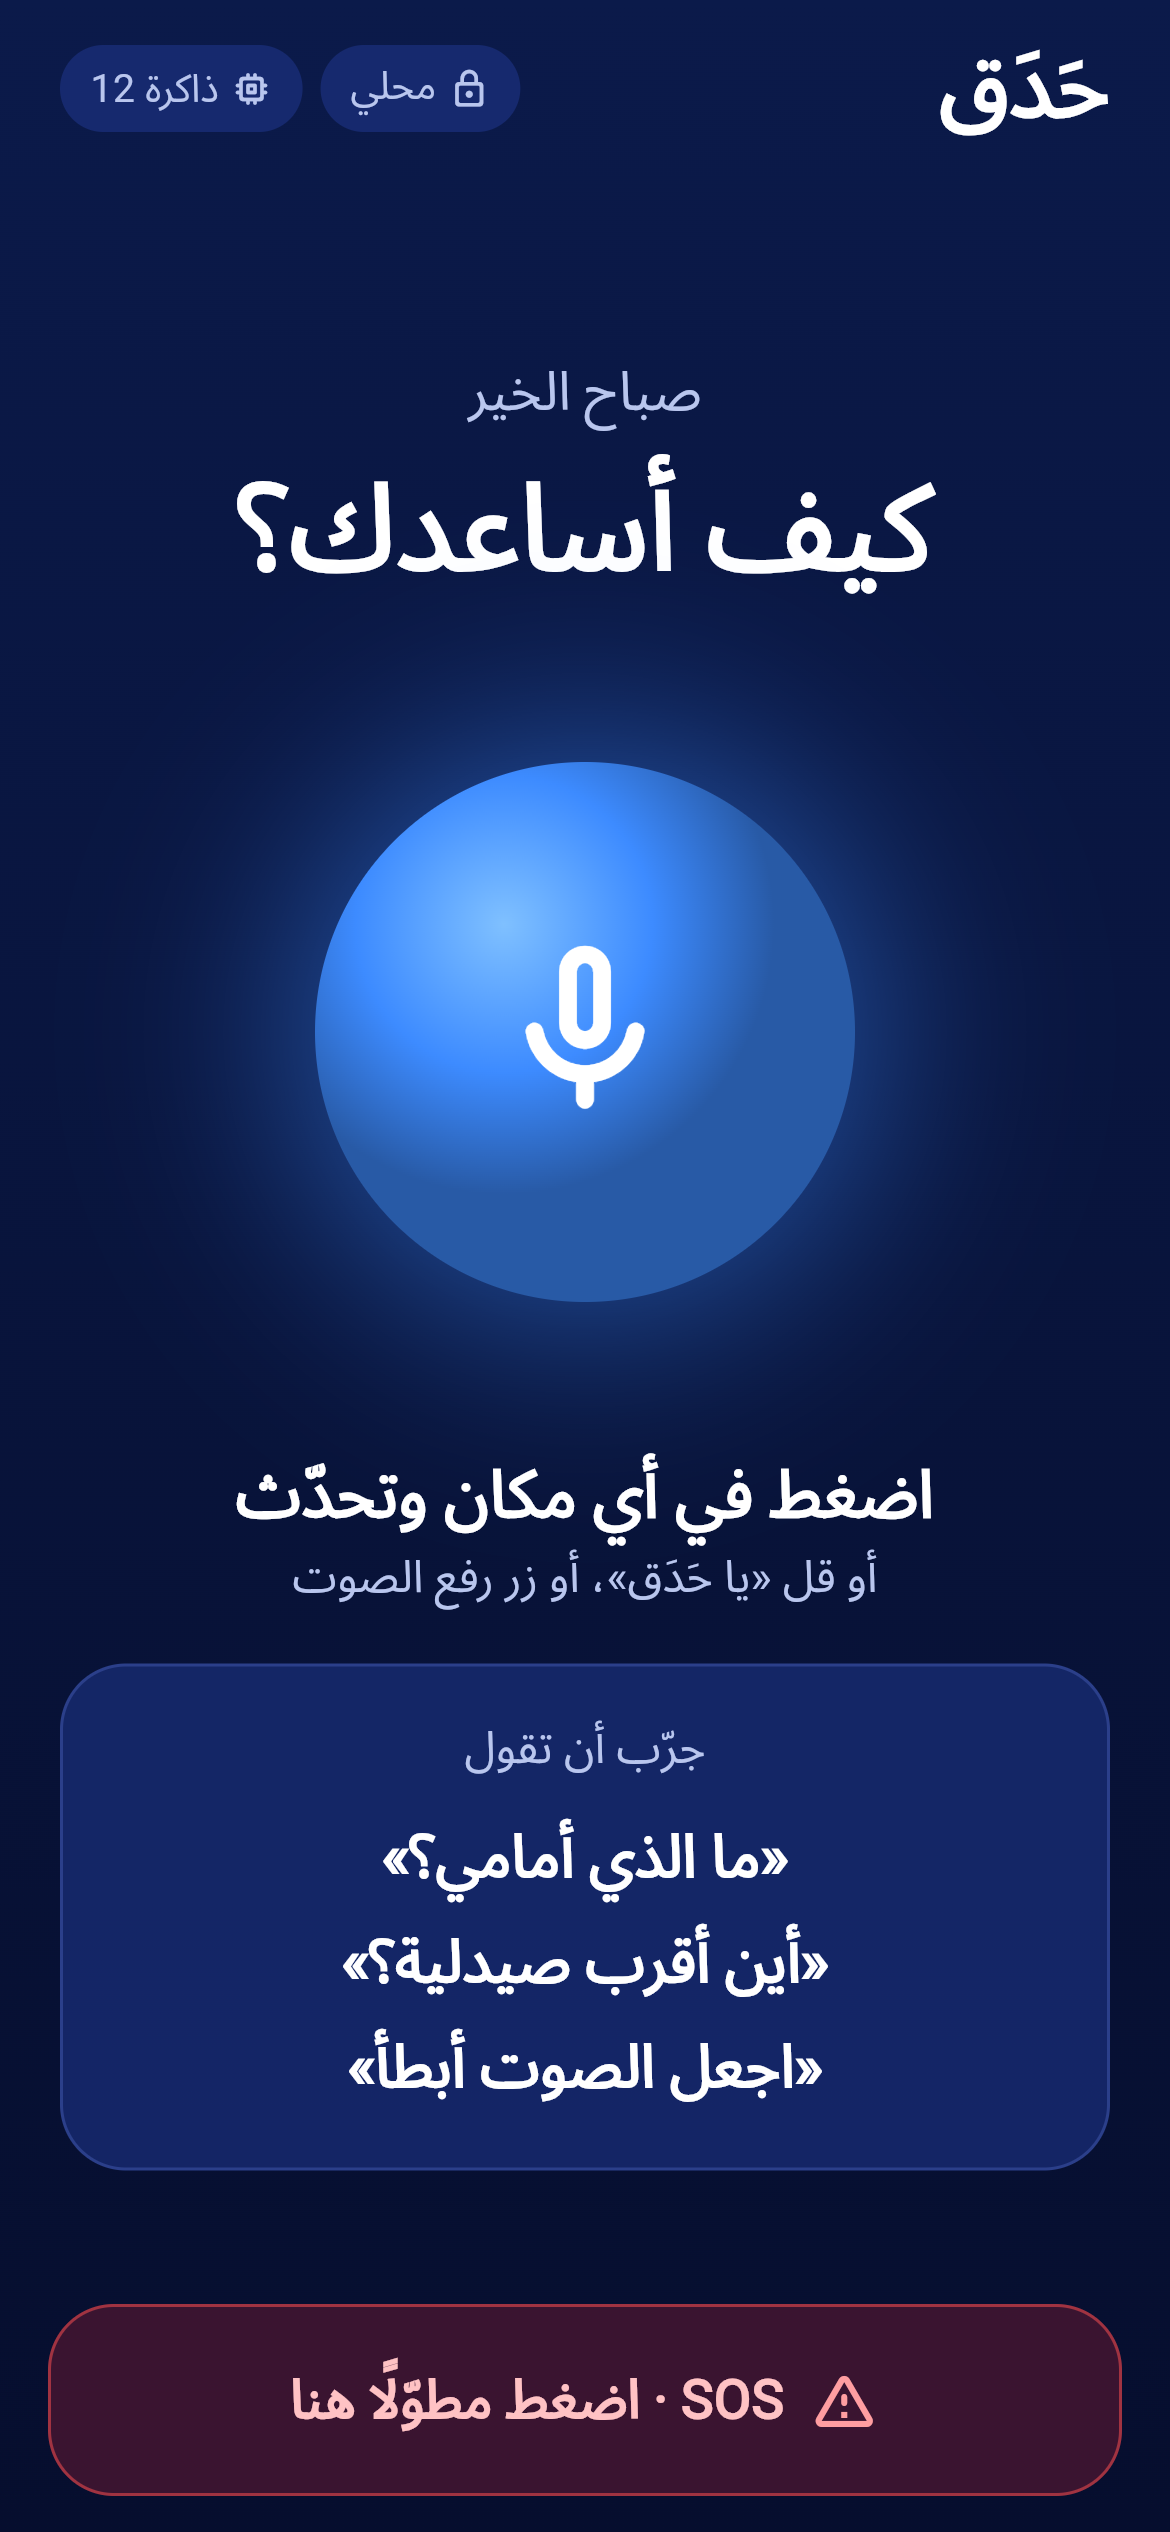 حَدَق
محلي
ذاكرة 12
صباح الخير
كيف أساعدك؟
اضغط في أي مكان وتحدّث
أو قل «يا حَدَق»، أو زر رفع الصوت
جرّب أن تقول
«ما الذي أمامي؟»
«أين أقرب صيدلية؟»
«اجعل الصوت أبطأ»
SOS · اضغط مطوّلًا هنا